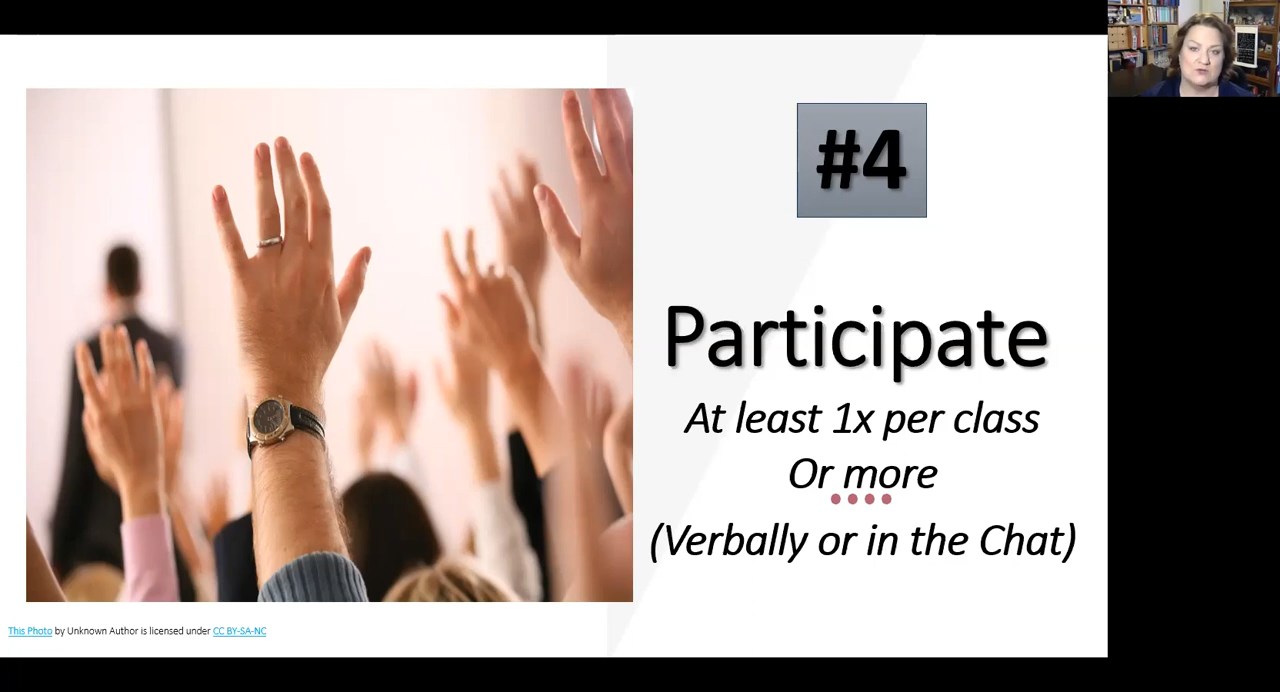 #4
Participate
At least 1x per class
Or more
(Verbally or in the Chat)
This Photo by Unknown Author is licensed under CC BY-SA-NC